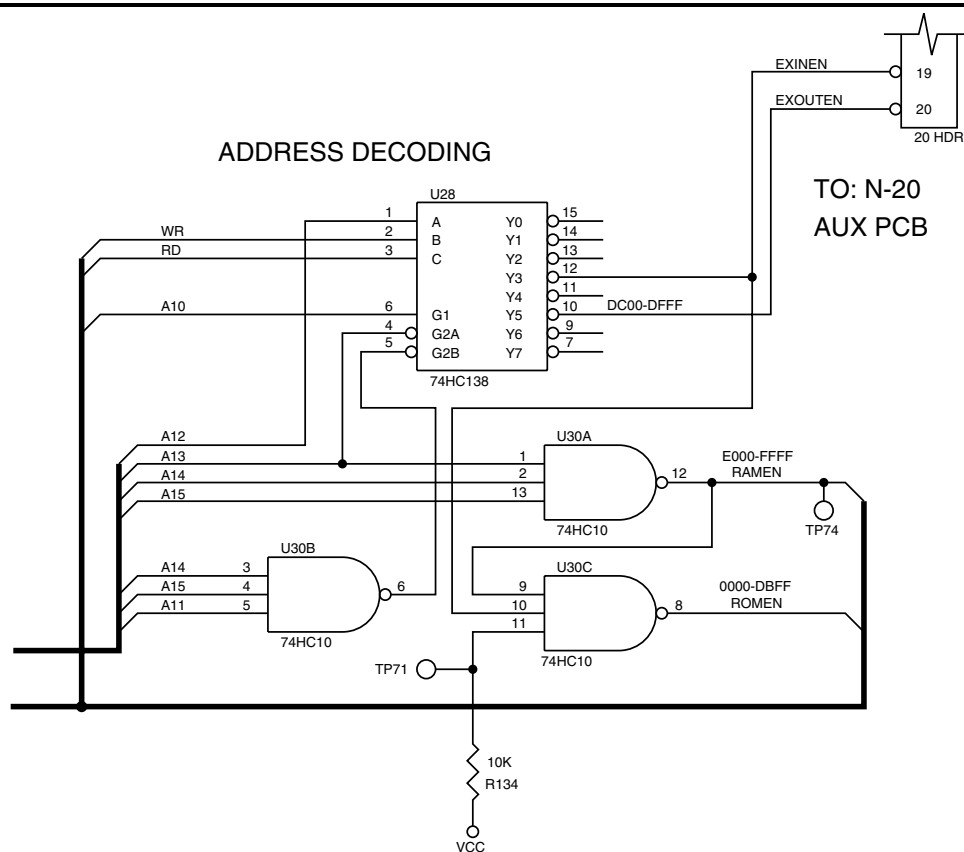 EXINEN
19
EXOUTEN
20
20 HDR
ADDRESS DECODING
TO: N-20
AUX PCB
U28
1 A Y0 15
WR 2 B Y1 14
RD 3 C Y2 13
Y3 12
Y4 11
A10 6 G1 Y5 10 DC00-DFFF
4 G2A Y6 9
5 G2B Y7 7
74HC138
A12
A13 1
A14 2
A15 13
U30A
12
E000-FFFF
RAMEN
TP74
74HC10
U30B
A14 3
A15 4
A11 5
6
74HC10
U30C
9
10
11
8
0000-DBFF
ROMEN
74HC10
TP71
10K
R134
VCC